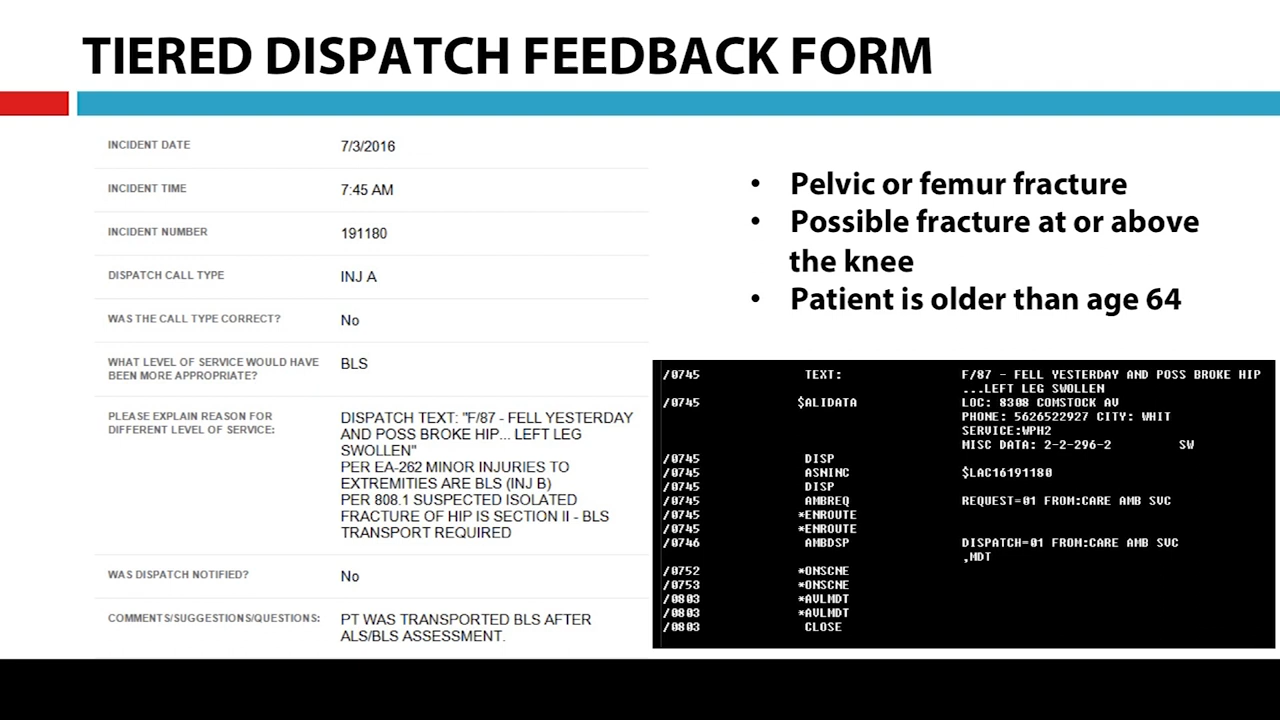 TIERED DISPATCH FEEDBACK FORM
INCIDENT DATE 7/3/2016
INCIDENT TIME 7:45 AM
INCIDENT NUMBER 191180
DISPATCH CALL TYPE INJ A
WAS THE CALL TYPE CORRECT? No
WHAT LEVEL OF SERVICE WOULD HAVE
BEEN MORE APPROPRIATE?
BLS
PLEASE EXPLAIN REASON FOR
DIFFERENT LEVEL OF SERVICE:
DISPATCH TEXT: "F/87 - FELL YESTERDAY
AND POSS BROKE HIP... LEFT LEG
SWOLLEN"
PER EA-262 MINOR INJURIES TO
EXTREMITIES ARE BLS (INJ B)
PER 808.1 SUSPECTED ISOLATED
FRACTURE OF HIP IS SECTION II - BLS
TRANSPORT REQUIRED
WAS DISPATCH NOTIFIED? No
COMMENTS/SUGGESTIONS/QUESTIONS:
PT WAS TRANSPORTED BLS AFTER
ALS/BLS ASSESSMENT.
• Pelvic or femur fracture
• Possible fracture at or above
the knee
• Patient is older than age 64
/0745 TEXT: F/87 - FELL YESTERDAY AND POSS BROKE HIP
...LEFT LEG SWOLLEN
/0745 $ALIDATA LOC: 8308 COMSTOCK AV
PHONE: 5626522927 CITY: WHIT
SERVICE:WPH2
MISC DATA: 2-2-296-2 SW
/0745 DISP
/0745 ASNINC $LAC16191180
/0745 DISP
/0745 AMBREQ REQUEST=01 FROM:CARE AMB SVC
/0745 *ENROUTE
/0745 *ENROUTE
/0746 AMBDSP DISPATCH=01 FROM:CARE AMB SVC
,MDT
/0752 *ONSCNE
/0753 *ONSCNE
/0803 *AVLMDT
/0803 *AVLMDT
/0803 CLOSE